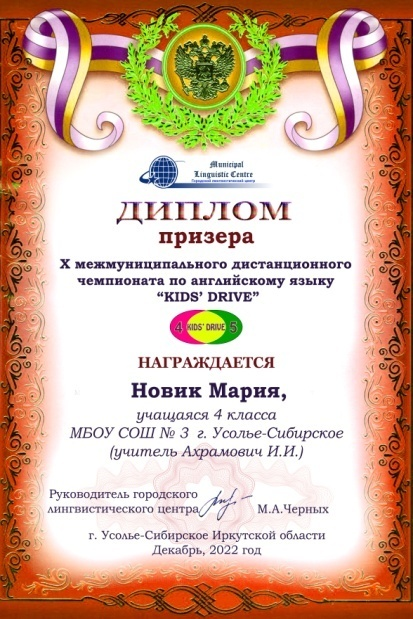 Municipal
Linguistic Centre
Городской лингвистический центр
ДИПЛОМ
призера
X межмуниципального дистанционного
чемпионата по английскому языку
"KIDS' DRIVE"
4 KIDS' DRIVE 5
НАГРАЖДАЕТСЯ
Новик Мария,
учащаяся 4 класса
МБОУ СОШ № 3 г. Усолье-Сибирское
(учитель Ахрамович И.И.)
Руководитель городского
лингвистического центра М.А.Черных
г. Усолье-Сибирское Иркутской области
Декабрь, 2022 год